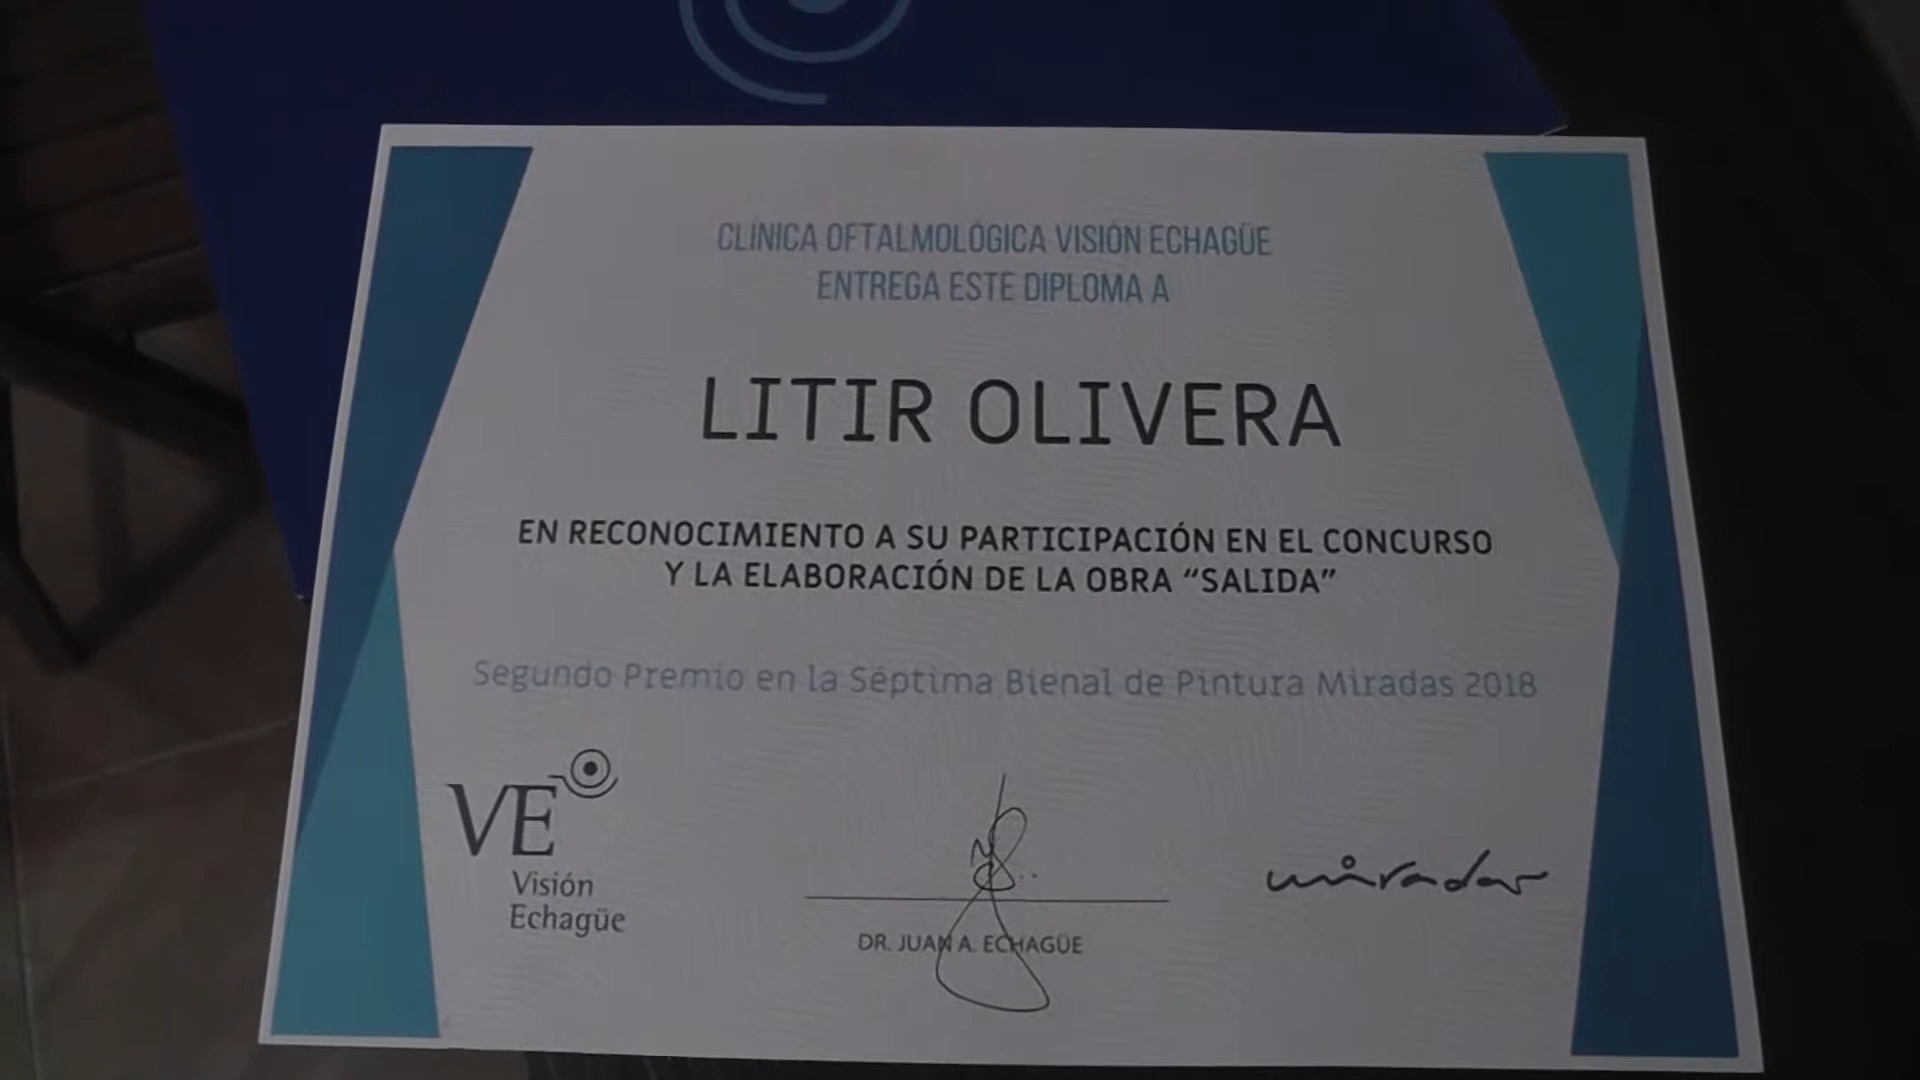 CLÍNICA OFTALMOLÓGICA VISIÓN ECHAGÜE
ENTREGA ESTE DIPLOMA A
LITIR OLIVERA
EN RECONOCIMIENTO A SU PARTICIPACIÓN EN EL CONCURSO
Y LA ELABORACIÓN DE LA OBRA “SALIDA”
Segundo Premio en la Séptima Bienal de Pintura Miradas 2018
VE
Visión
Echagüe
DR. JUAN A. ECHAGÜE
miradas